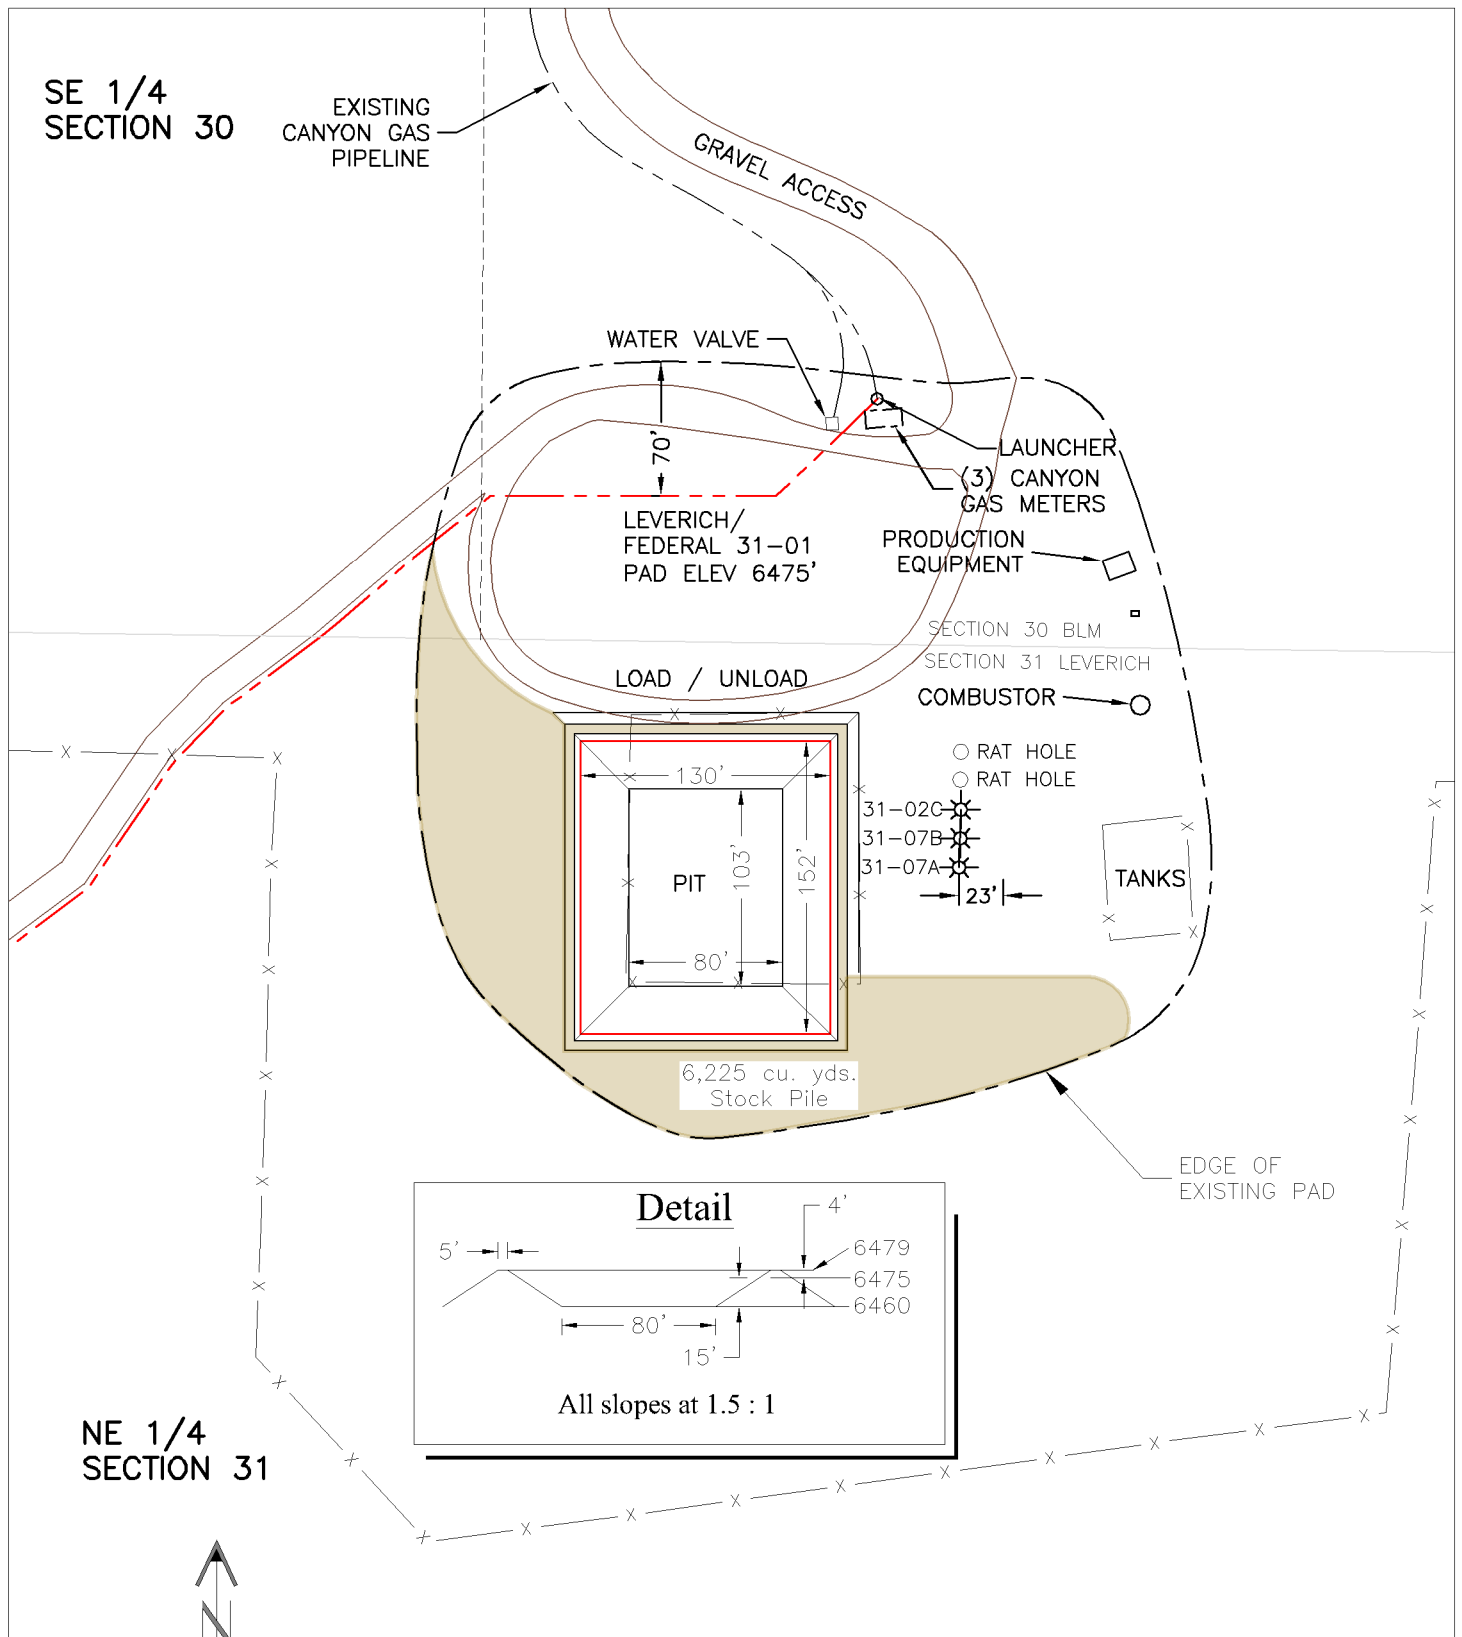 SE 1/4
SECTION 30
EXISTING
CANYON GAS
PIPELINE
GRAVEL ACCESS
WATER VALVE
70'
LAUNCHER
(3) CANYON
GAS METERS
LEVERICH/
FEDERAL 31-01
PAD ELEV 6475'
PRODUCTION
EQUIPMENT
SECTION 30 BLM
SECTION 31 LEVERICH
LOAD / UNLOAD
COMBUSTOR
RAT HOLE
RAT HOLE
130'
31-02C
31-07B
31-07A
103'
152'
PIT
TANKS
23'
80'
6,225 cu. yds.
Stock Pile
EDGE OF
EXISTING PAD
Detail
4'
5'
6479
6475
6460
80'
15'
All slopes at 1.5 : 1
NE 1/4
SECTION 31
N